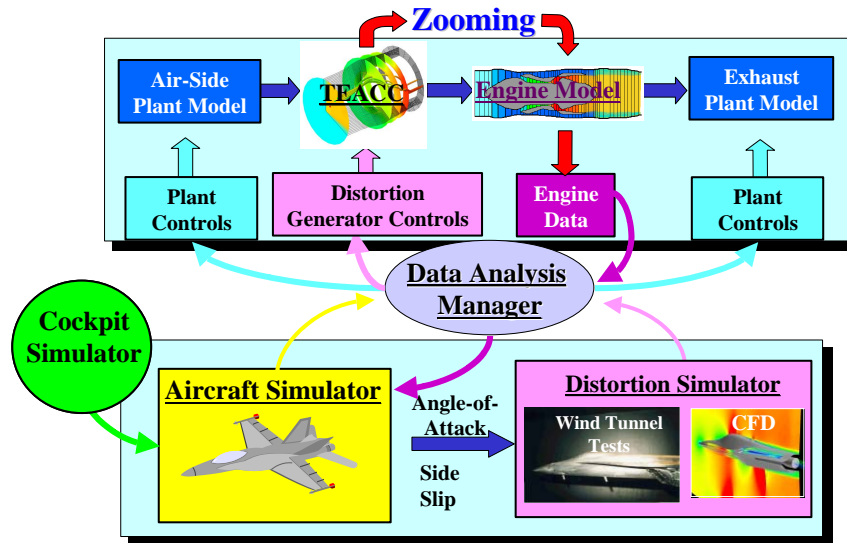 Zooming
Air-Side
Plant Model
TEACC
Engine Model
Exhaust
Plant Model
Plant
Controls
Distortion
Generator Controls
Engine
Data
Plant
Controls
Data Analysis
Manager
Cockpit
Simulator
Aircraft Simulator
Angle-of-
Attack
Side
Slip
Distortion Simulator
Wind Tunnel
Tests
CFD